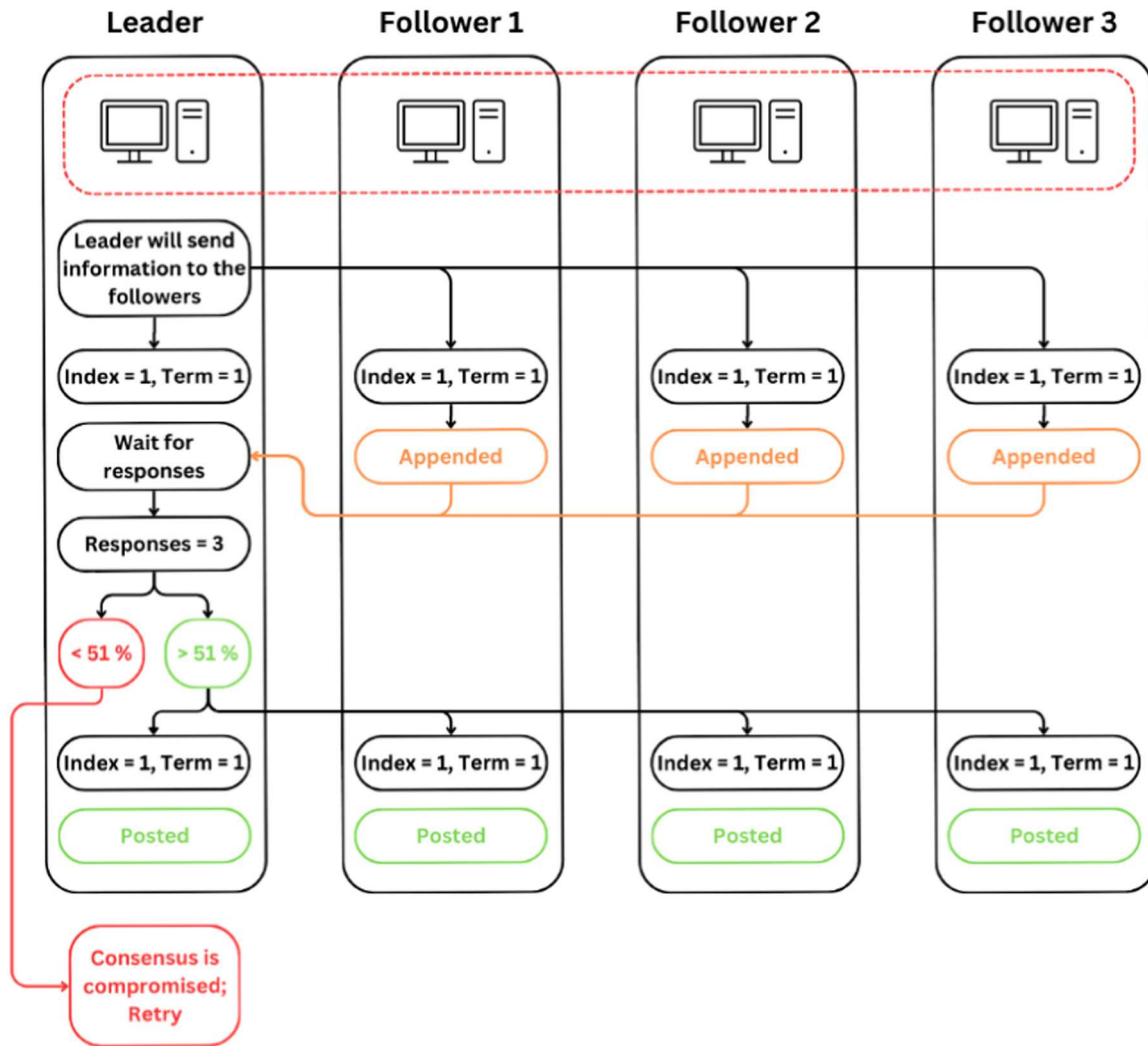 Leader
Follower 1
Follower 2
Follower 3
Leader will send
information to the
followers
Index = 1, Term = 1
Index = 1, Term = 1
Index = 1, Term = 1
Index = 1, Term = 1
Wait for
responses
Appended
Appended
Appended
Responses = 3
< 51 %
> 51 %
Index = 1, Term = 1
Index = 1, Term = 1
Index = 1, Term = 1
Index = 1, Term = 1
Posted
Posted
Posted
Posted
Consensus is
compromised;
Retry